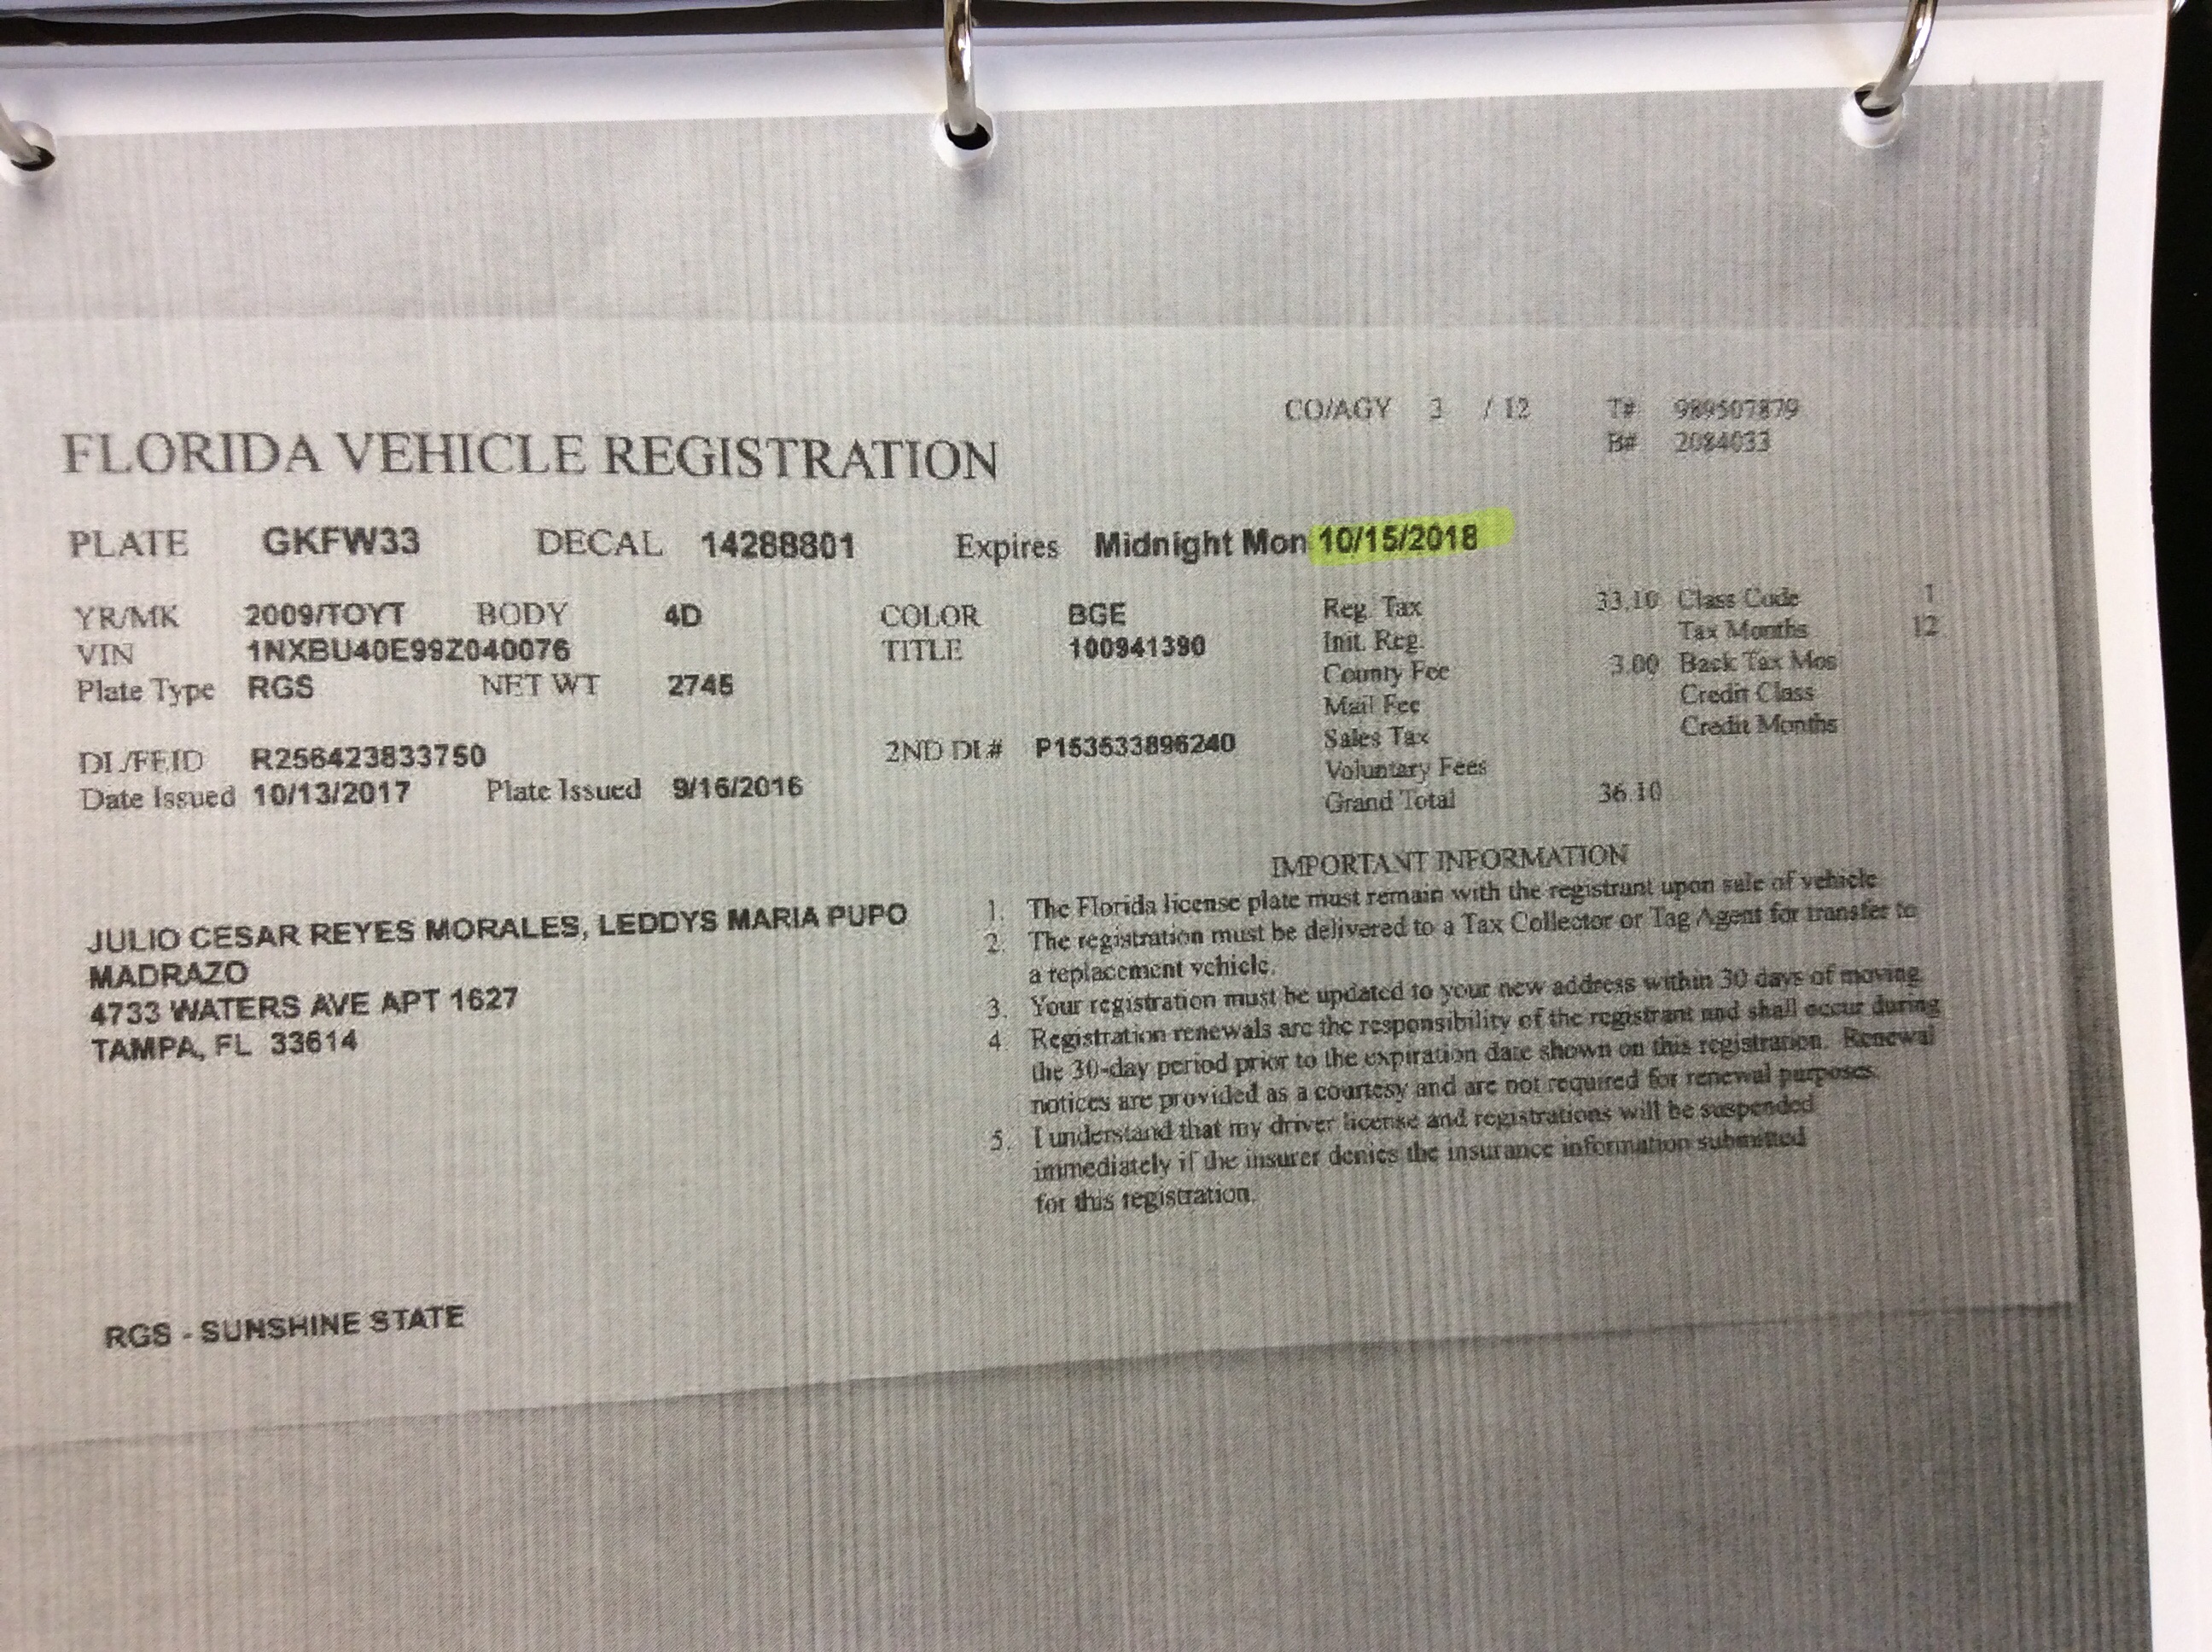 CO/AGY 3 / 12 T# 989507879
B# 2084033
FLORIDA VEHICLE REGISTRATION
PLATE GKFW33 DECAL 14288801 Expires Midnight Mon 10/15/2018
YR/MK 2009/TOYT BODY 4D COLOR BGE Reg. Tax 33.10 Class Code 1
VIN 1NXBU40E99Z040076 TITLE 100941390 Init. Reg. Tax Months 12
Plate Type RGS NET WT 2745 County Fee 3.00 Back Tax Mos
Mail Fee Credit Class
DL/FEID R256423833750 2ND DL# P153533896240 Sales Tax Credit Months
Date Issued 10/13/2017 Plate Issued 9/16/2016 Voluntary Fees
Grand Total 36.10
IMPORTANT INFORMATION
JULIO CESAR REYES MORALES, LEDDYS MARIA PUPO
MADRAZO
4733 WATERS AVE APT 1627
TAMPA, FL 33614
1. The Florida license plate must remain with the registrant upon sale of vehicle
2. The registration must be delivered to a Tax Collector or Tag Agent for transfer to
a replacement vehicle.
3. Your registration must be updated to your new address within 30 days of moving
4. Registration renewals are the responsibility of the registrant and shall occur during
the 30-day period prior to the expiration date shown on this registration. Renewal
notices are provided as a courtesy and are not required for renewal purposes.
5. I understand that my driver license and registrations will be suspended
immediately if the insurer denies the insurance information submitted
for this registration.
RGS - SUNSHINE STATE